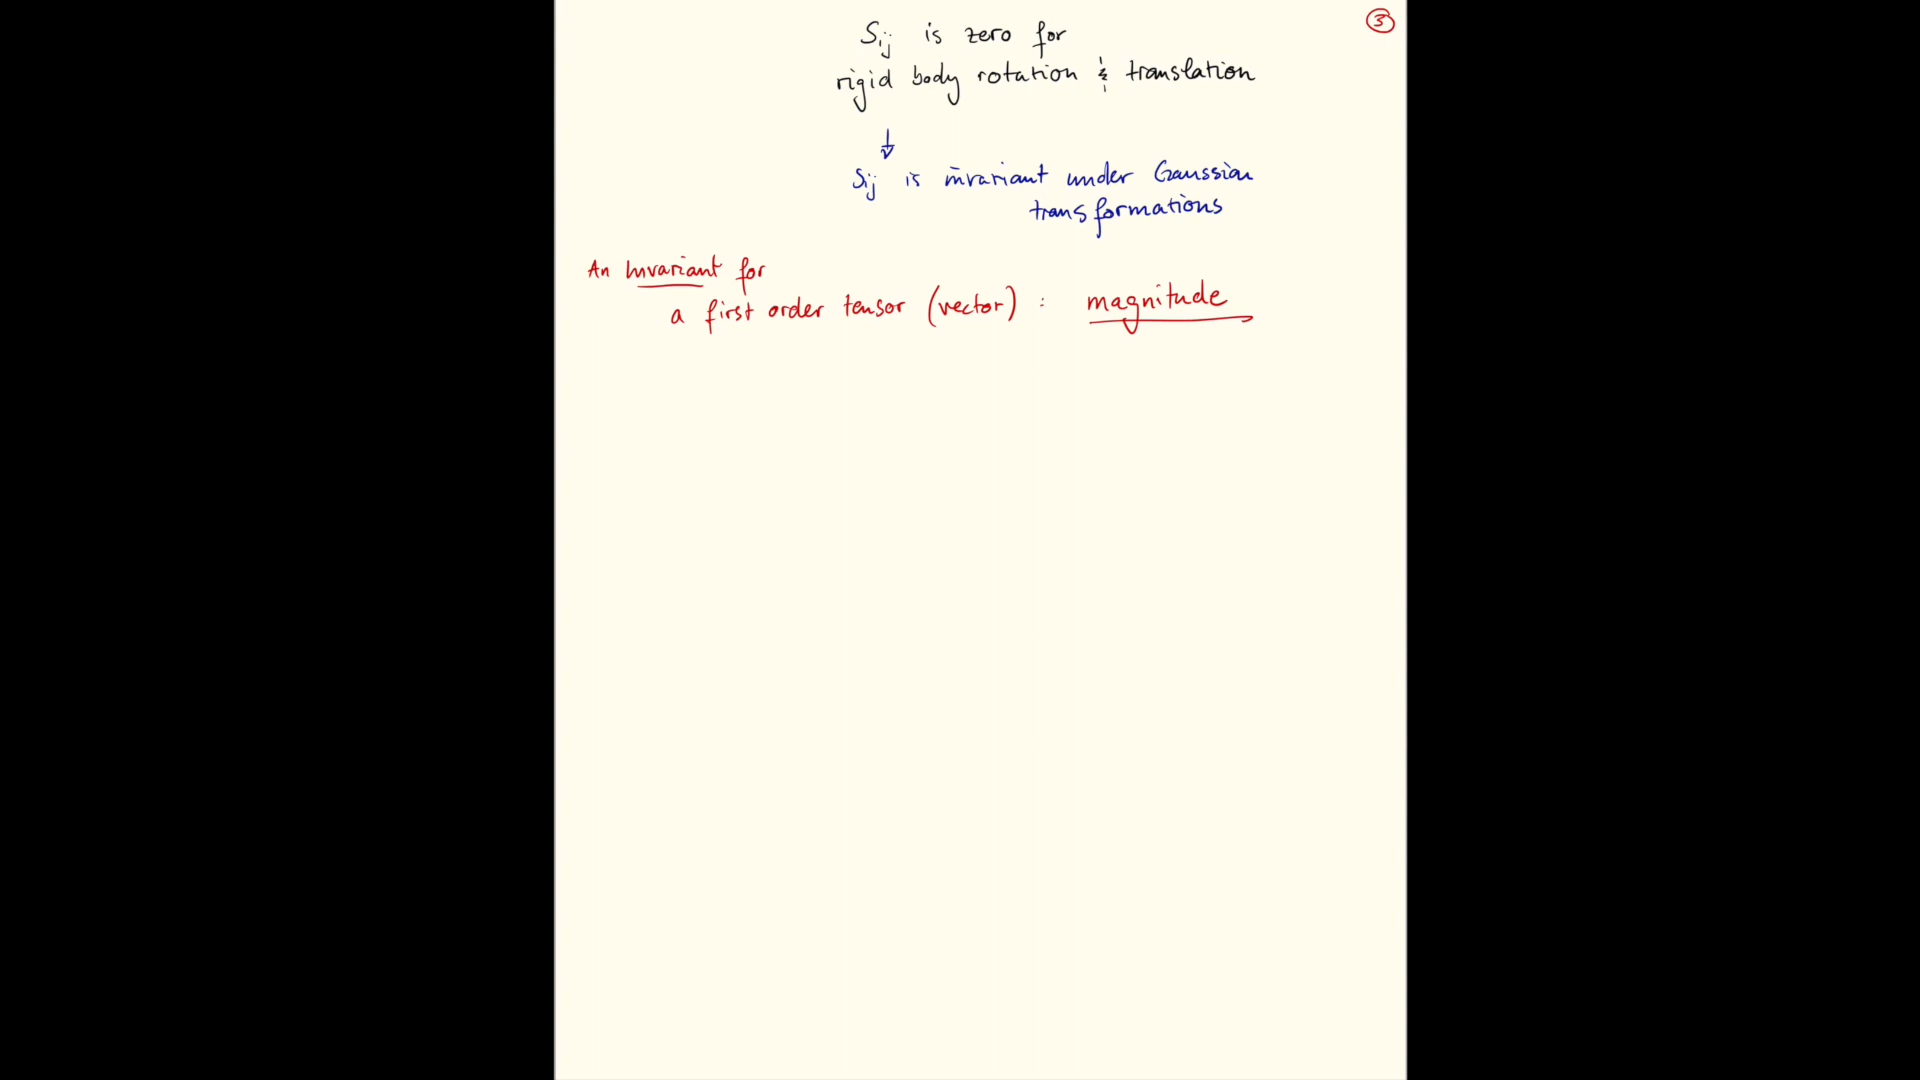 3
Sij is zero for
rigid body rotation & translation
↓
Sij is invariant under Gaussian
transformations
An Invariant for
a first order tensor (vector) : magnitude